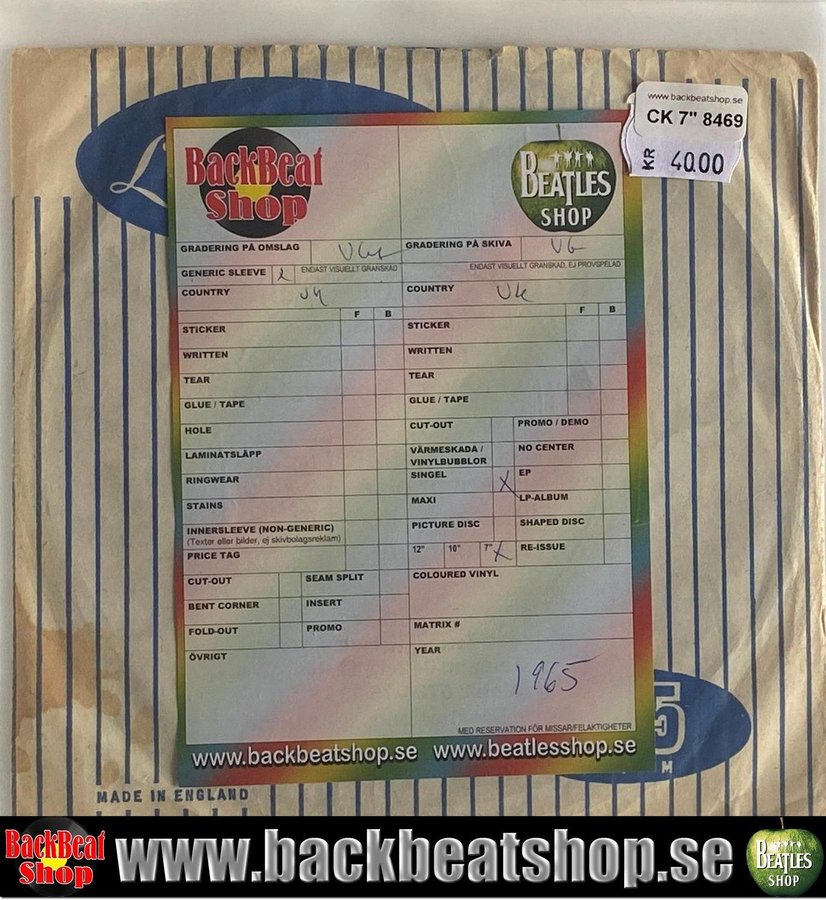 www.backbeatshop.se
CK 7" 8469
KR 40.00
BackBeat Shop
BEATLES SHOP
GRADERING PÅ OMSLAG
GRADERING PÅ SKIVA VG
GENERIC SLEEVE ENDAST VISUELLT GRANSKAD
ENDAST VISUELLT GRANSKAD, EJ PROVSPELAD
COUNTRY UK
COUNTRY UK
F B
F B
STICKER
STICKER
WRITTEN
WRITTEN
TEAR
TEAR
GLUE / TAPE
GLUE / TAPE
HOLE
CUT-OUT PROMO / DEMO
LAMINATSLÄPP
VÄRMESKADA / VINYLBUBBLOR NO CENTER
RINGWEAR
SINGEL X EP
STAINS
MAXI LP-ALBUM
INNERSLEEVE (NON-GENERIC)
(Texter eller bilder, ej skivbolagsreklam)
PICTURE DISC SHAPED DISC
PRICE TAG
12" 10" 7" X RE-ISSUE
CUT-OUT SEAM SPLIT
COLOURED VINYL
BENT CORNER INSERT
FOLD-OUT PROMO
MATRIX #
ÖVRIGT
YEAR
1965
MED RESERVATION FÖR MISSAR/FELAKTIGHETER
www.backbeatshop.se www.beatlesshop.se
5
M
MADE IN ENGLAND
BackBeat Shop www.backbeatshop.se BEATLES SHOP